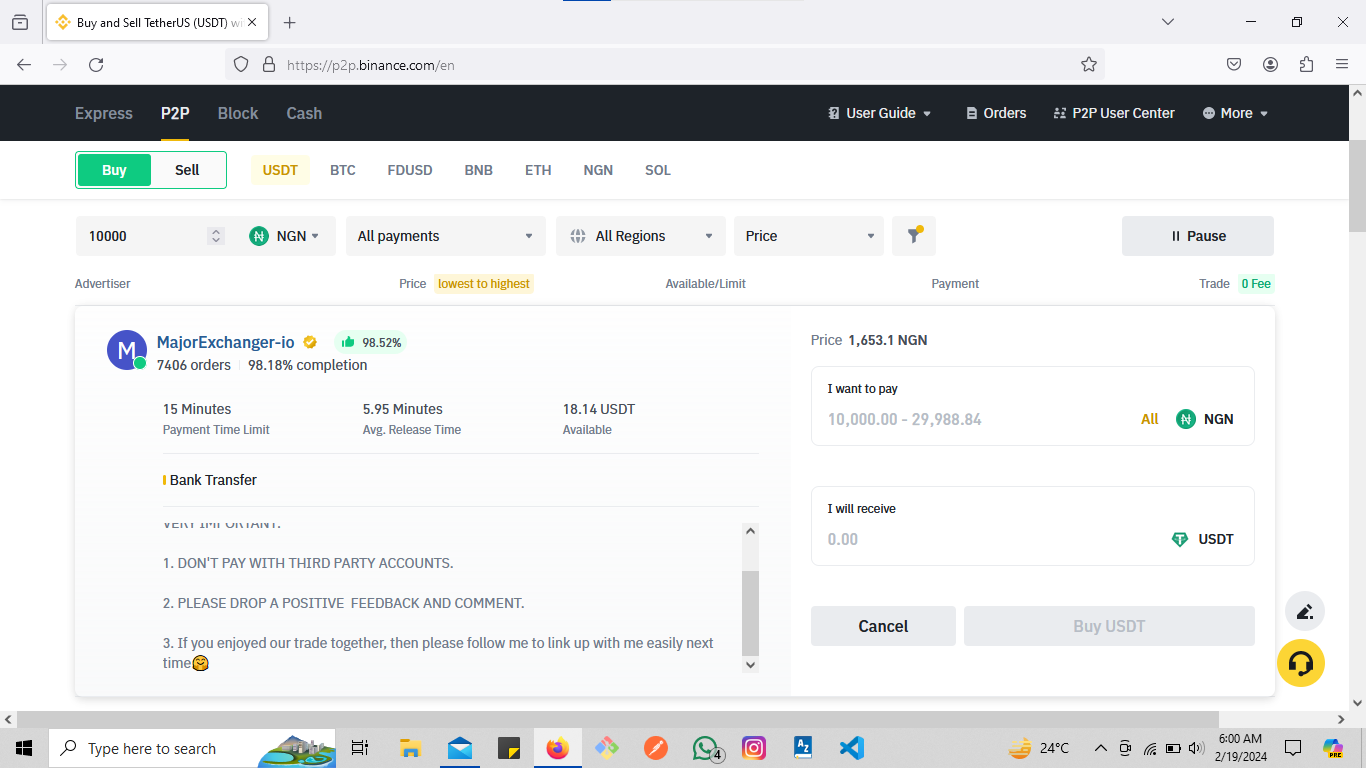 Buy and Sell TetherUS (USDT) wi
https://p2p.binance.com/en
Express P2P Block Cash User Guide Orders P2P User Center More
Buy Sell USDT BTC FDUSD BNB ETH NGN SOL
10000 NGN All payments All Regions Price Pause
Advertiser Price lowest to highest Available/Limit Payment Trade 0 Fee
M MajorExchanger-io 98.52%
7406 orders 98.18% completion
15 Minutes 5.95 Minutes 18.14 USDT
Payment Time Limit Avg. Release Time Available
Bank Transfer
VERY IMPORTANT.
1. DON'T PAY WITH THIRD PARTY ACCOUNTS.
2. PLEASE DROP A POSITIVE FEEDBACK AND COMMENT.
3. If you enjoyed our trade together, then please follow me to link up with me easily next
time🤗
Price 1,653.1 NGN
I want to pay
10,000.00 - 29,988.84 All NGN
I will receive
0.00 USDT
Cancel Buy USDT
Type here to search 4 24°C 6:00 AM
2/19/2024
PRE